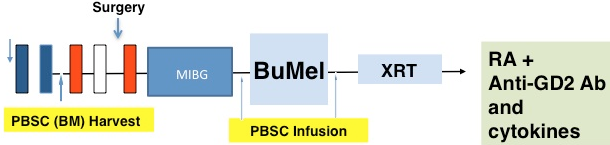 Surgery
MIBG
BuMel
XRT
PBSC (BM) Harvest
PBSC Infusion
RA +
Anti-GD2 Ab
and
cytokines